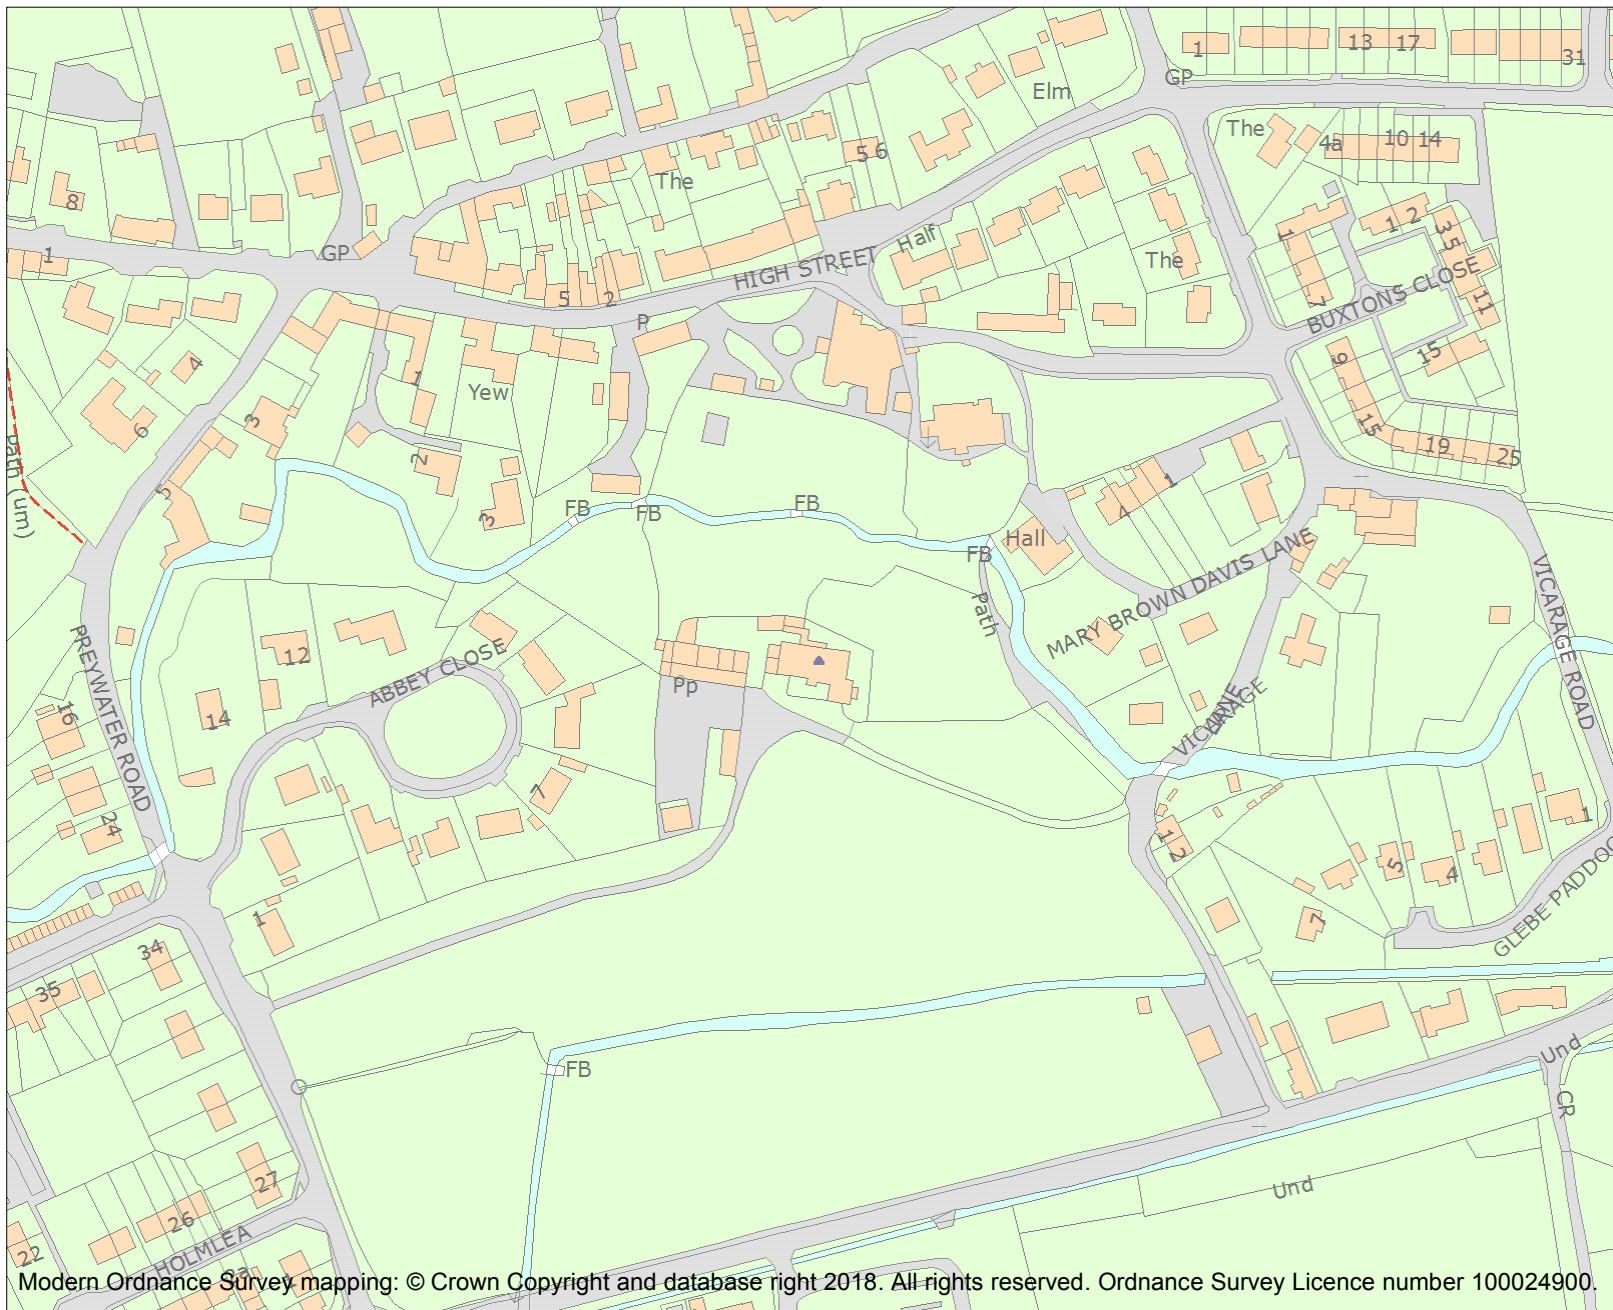 1
13
17
31
GP
Elm
The
4a
10
14
5 6
The
8
1 2
3 5
1
Half
GP
The
1
HIGH STREET
7
BUXTONS CLOSE
11
5
2
P
15
9
4
1
Yew
3
6
15
19
25
2
Path (um)
5
3
1
4
FB
FB
FB
Hall
FB
MARY BROWN DAVIS LANE
Path
VICARAGE ROAD
12
ABBEY CLOSE
Pp
PREYWATER ROAD
14
16
VICARAGE
LANE
7
24
1
1
2
5
4
7
GLEBE PADDOC
1
34
35
FB
Und
CR
27
Und
26
HOLMLEA
22
Modern Ordnance Survey mapping: © Crown Copyright and database right 2018. All rights reserved. Ordnance Survey Licence number 100024900.